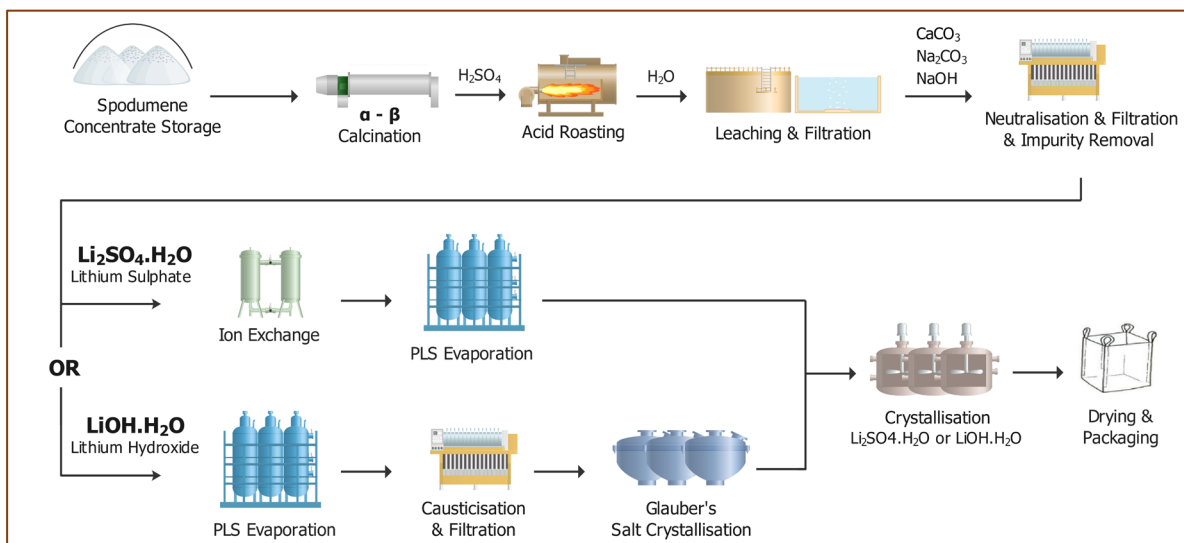 Spodumene
Concentrate Storage
α - β
Calcination
H₂SO₄
Acid Roasting
H₂O
Leaching & Filtration
CaCO₃
Na₂CO₃
NaOH
Neutralisation & Filtration
& Impurity Removal
Li₂SO₄.H₂O
Lithium Sulphate
Ion Exchange
PLS Evaporation
OR
LiOH.H₂O
Lithium Hydroxide
PLS Evaporation
Causticisation
& Filtration
Glauber's
Salt Crystallisation
Crystallisation
Li₂SO4.H₂O or LiOH.H₂O
Drying &
Packaging